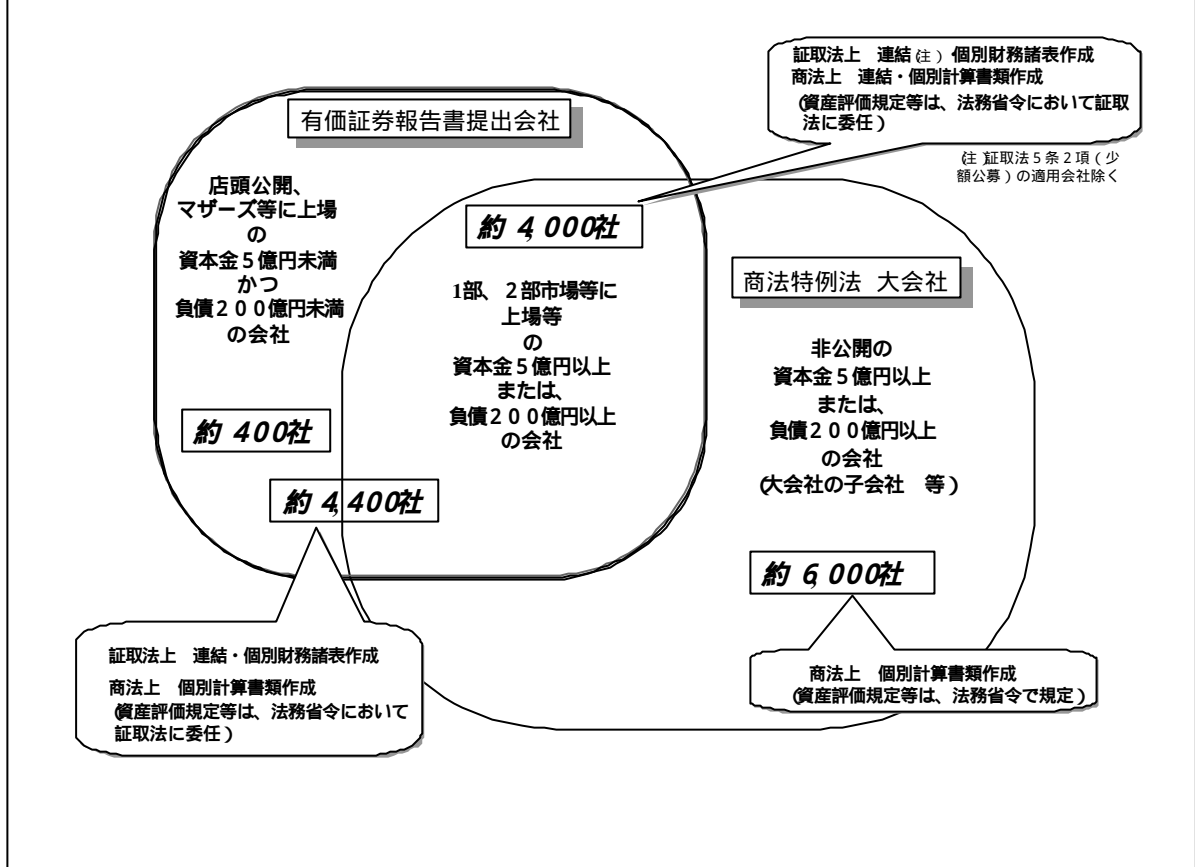 証取法上　連結(注)個別財務諸表作成
商法上　連結・個別計算書類作成
(資産評価規定等は、法務省令において証取
法に委任)
(注)証取法5条2項(少
額公募)の適用会社除く
有価証券報告書提出会社
店頭公開、
マザーズ等に上場
の
資本金5億円未満
かつ
負債200億円未満
の会社
約 400社
約 4,000社
1部、2部市場等に
上場等
の
資本金5億円以上
または、
負債200億円以上
の会社
約 4,400社
商法特例法 大会社
非公開の
資本金5億円以上
または、
負債200億円以上
の会社
(大会社の子会社　等)
約 6,000社
証取法上　連結・個別財務諸表作成
商法上　個別計算書類作成
(資産評価規定等は、法務省令において
証取法に委任)
商法上　個別計算書類作成
(資産評価規定等は、法務省令で規定)